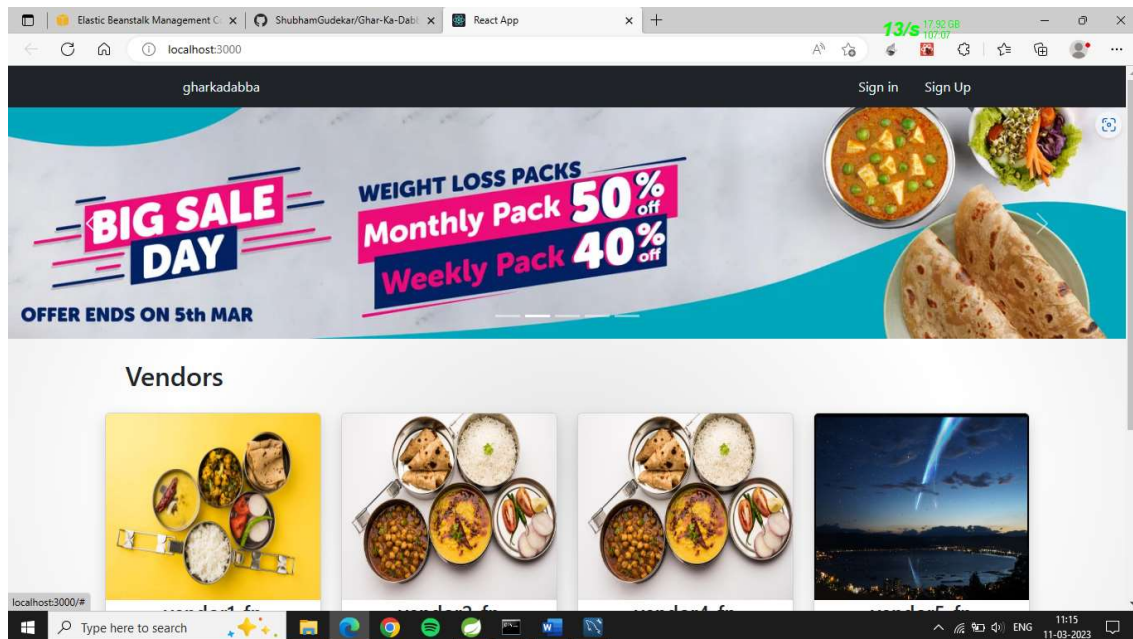 Elastic Beanstalk Management C
ShubhamGudekar/Ghar-Ka-Dab
React App
13/s
17.92 GB
107:07
localhost:3000
gharkadabba
Sign in
Sign Up
BIG SALE
DAY
OFFER ENDS ON 5th MAR
WEIGHT LOSS PACKS
Monthly Pack 50% off
Weekly Pack 40% off
Vendors
localhost:3000/#
Type here to search
ENG
11:15
11-03-2023